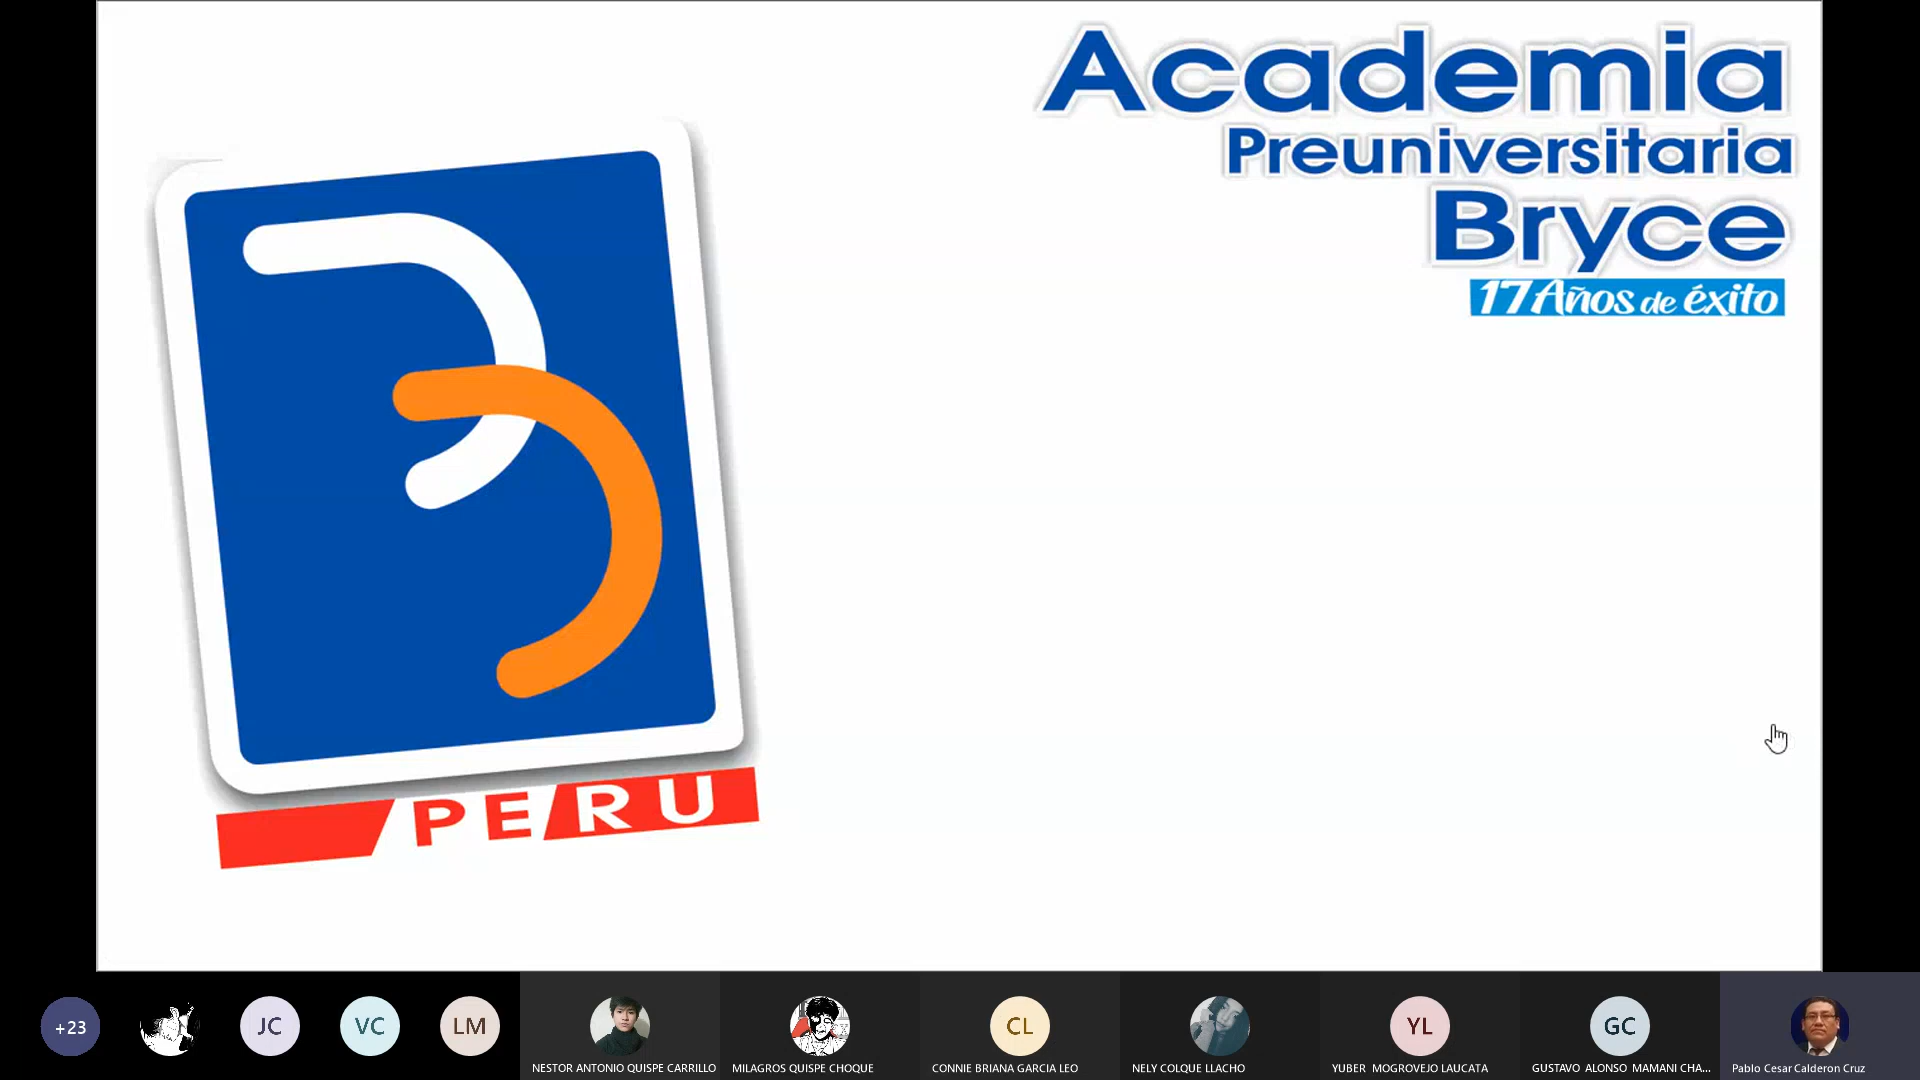 Academia
Preuniversitaria
Bryce
17 Años de éxito
PERU
+23
JC
VC
LM
CL
YL
GC
NESTOR ANTONIO QUISPE CARRILLO
MILAGROS QUISPE CHOQUE
CONNIE BRIANA GARCIA LEO
NELY COLQUE LLACHO
YUBER MOGROVEJO LAUCATA
GUSTAVO ALONSO MAMANI CHA...
Pablo Cesar Calderon Cruz